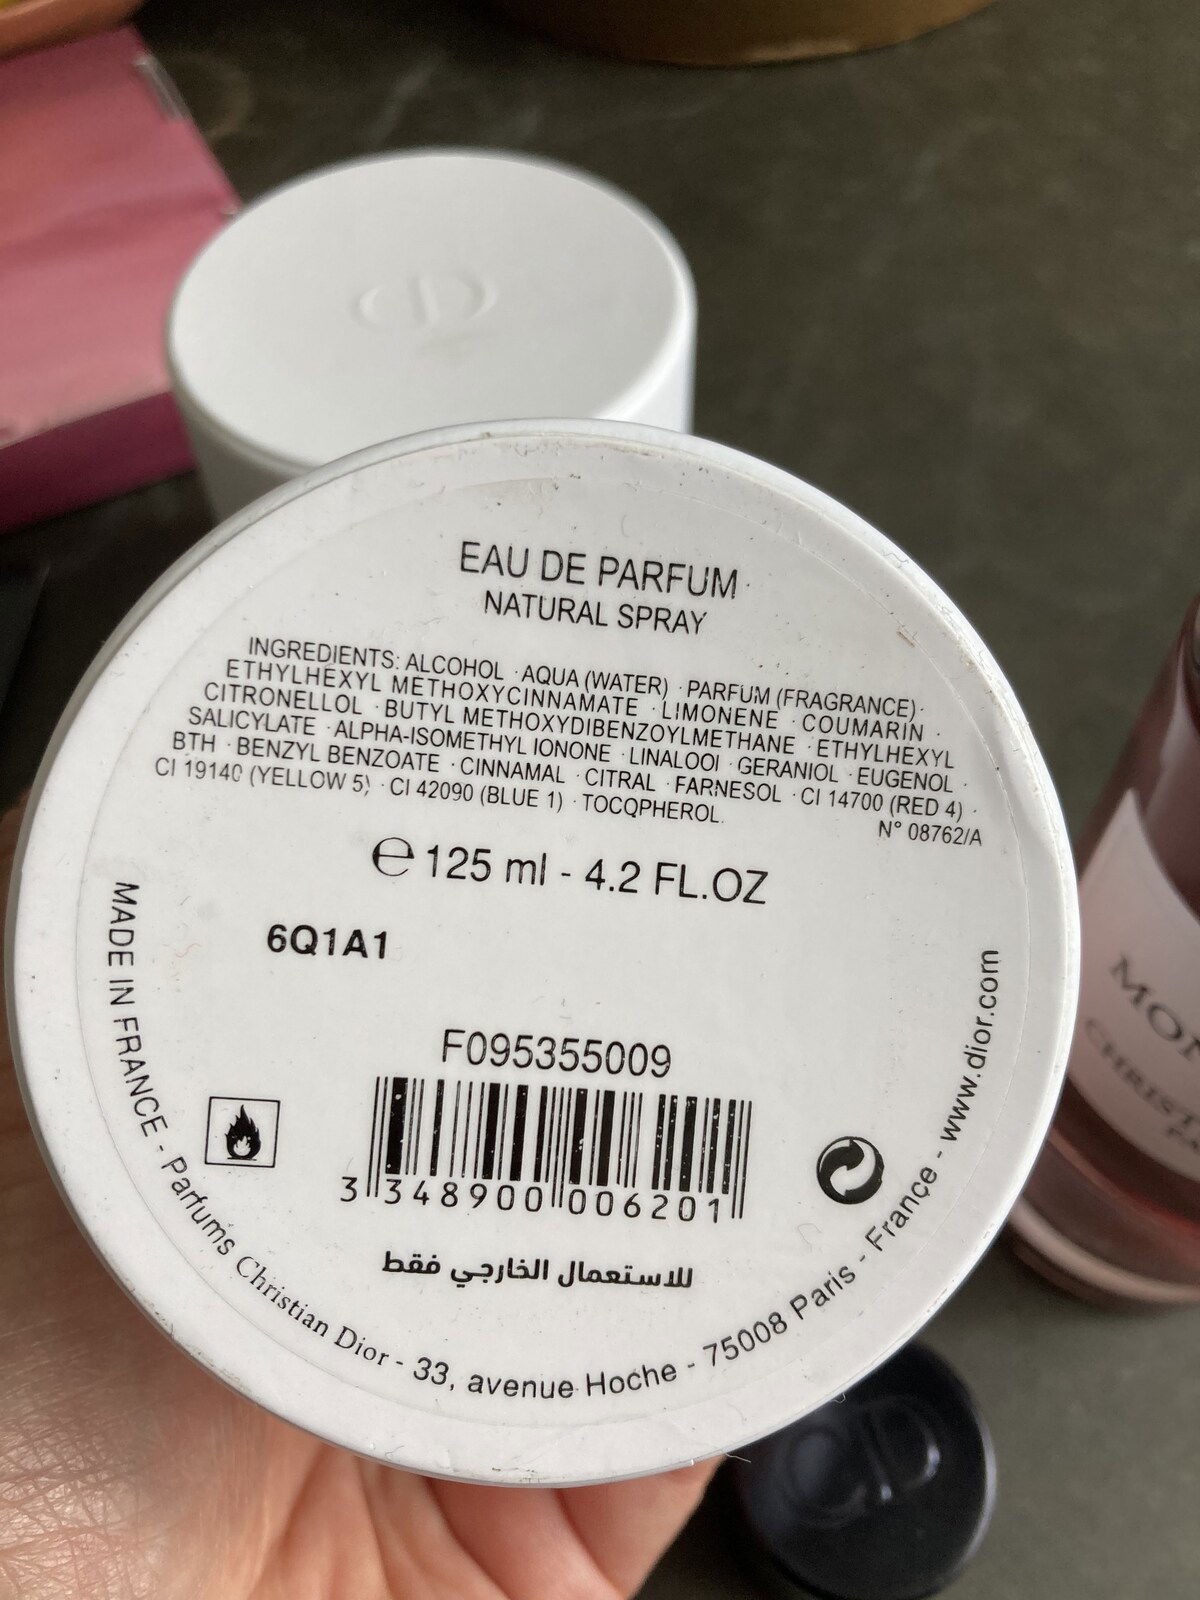 EAU DE PARFUM
NATURAL SPRAY
INGREDIENTS: ALCOHOL · AQUA (WATER) · PARFUM (FRAGRANCE) ·
ETHYLHEXYL METHOXYCINNAMATE · LIMONENE · COUMARIN ·
CITRONELLOL · BUTYL METHOXYDIBENZOYLMETHANE · ETHYLHEXYL
SALICYLATE · ALPHA-ISOMETHYL IONONE · LINALOOl · GERANIOL · EUGENOL ·
BTH · BENZYL BENZOATE · CINNAMAL · CITRAL · FARNESOL · CI 14700 (RED 4) ·
CI 19140 (YELLOW 5) · CI 42090 (BLUE 1) · TOCOPHEROL.
N° 08762/A
℮ 125 ml - 4.2 FL.OZ
6Q1A1
F095355009
3 348900 006201
للاستعمال الخارجي فقط
MADE IN FRANCE - Parfums Christian Dior - 33, avenue Hoche - 75008 Paris - France - www.dior.com
CD
CD